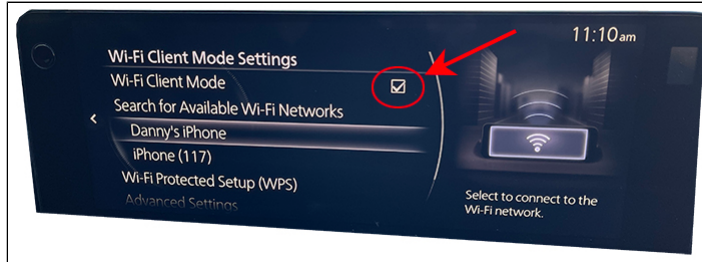 11:10am
Wi-Fi Client Mode Settings
Wi-Fi Client Mode
Search for Available Wi-Fi Networks
Danny's iPhone
iPhone (117)
Wi-Fi Protected Setup (WPS)
Advanced Settings
Select to connect to the
Wi-Fi network.